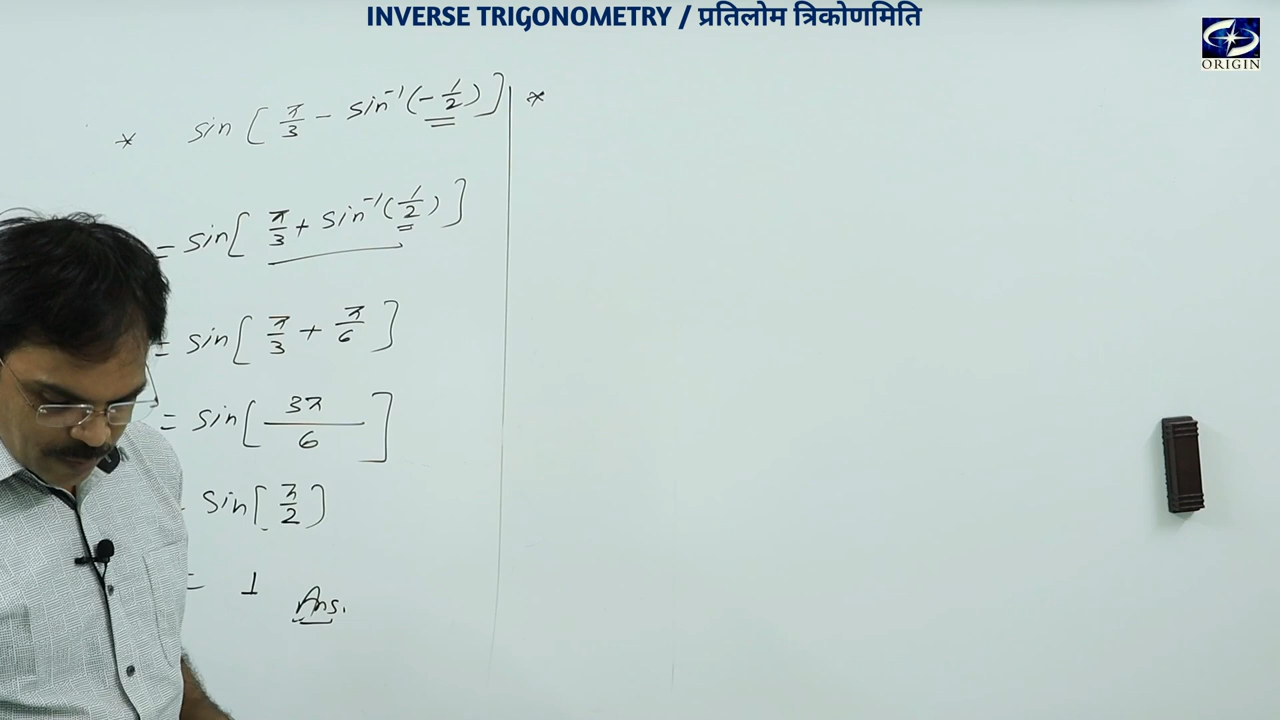 INVERSE TRIGONOMETRY / प्रतिलोम त्रिकोणमिति
ORIGIN
* sin [ π/3 - sin⁻¹(-1/2) ] *
= sin[ π/3 + sin⁻¹(1/2) ]
= sin[ π/3 + π/6 ]
= sin[ 3π/6 ]
= sin[ π/2 ]
= 1 Ans.